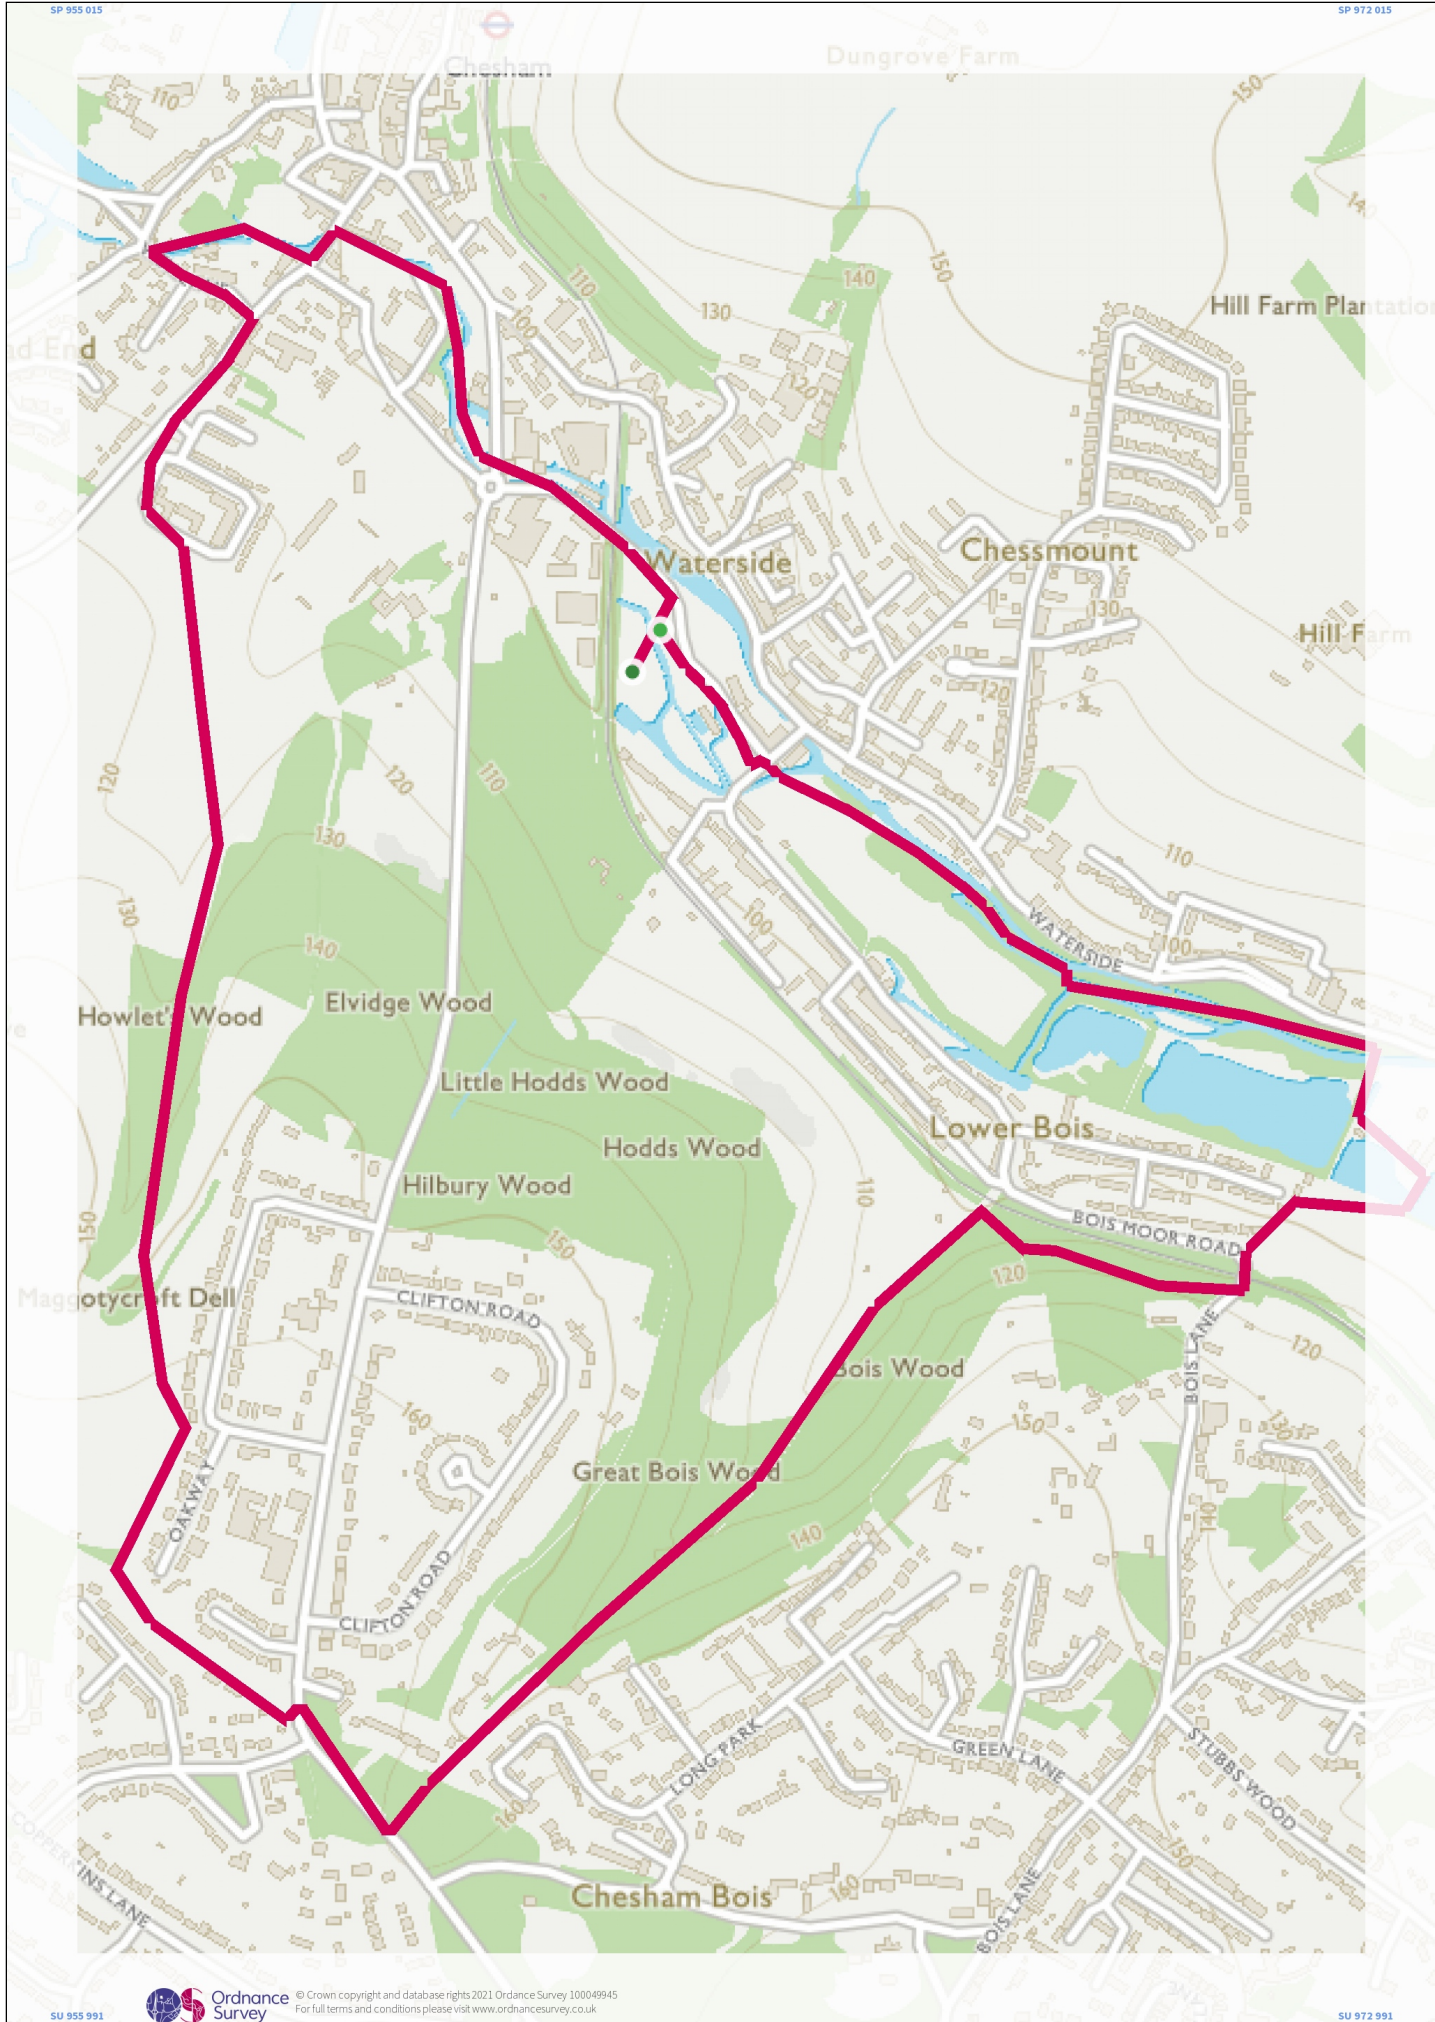 SP 955 015
SP 972 015
Dungrove Farm
Chesham
110
150
140
110
150
140
130
100
Hill Farm Plantation
ad End
120
Waterside
Chessmount
130
Hill Farm
120
120
120
110
130
110
130
100
WATERSIDE
100
140
Howlet's Wood
Elvidge Wood
Little Hodds Wood
Lower Bois
Hodds Wood
Hilbury Wood
110
150
BOIS MOOR ROAD
150
120
Maggotycroft Dell
CLIFTON ROAD
BOIS LANE
120
Bois Wood
160
150
130
Great Bois Wood
OAKWAY
140
140
CLIFTON ROAD
LONG PARK
GREEN LANE
STUBBS WOOD
160
150
COPPERKINS LANE
Chesham Bois
160
BOIS LANE
Ordnance
Survey
© Crown copyright and database rights 2021 Ordance Survey 100049945
For full terms and conditions please visit www.ordnancesurvey.co.uk
SU 955 991
SU 972 991